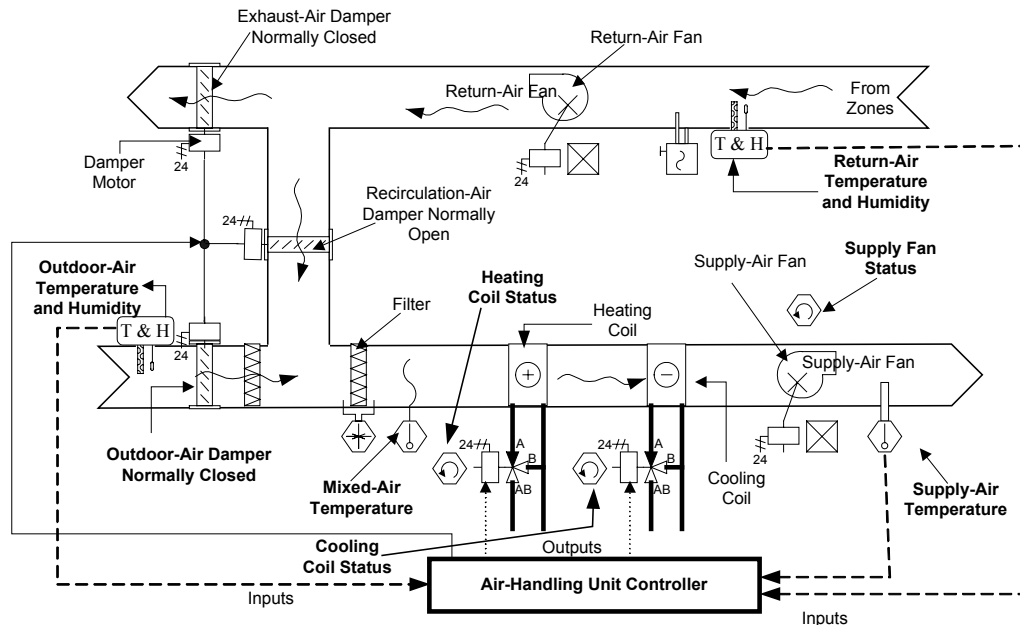 Exhaust-Air Damper
Normally Closed
Return-Air Fan
Return-Air Fan
From
Zones
T & H
24
24
Damper
Motor
Return-Air
Temperature
and Humidity
Recirculation-Air
Damper Normally
Open
24
Outdoor-Air
Temperature
and Humidity
T & H
24
Heating
Coil Status
Supply-Air Fan
Supply Fan
Status
Filter
Heating
Coil
Supply-Air Fan
Outdoor-Air Damper
Normally Closed
Mixed-Air
Temperature
24
A
B
AB
24
A
B
AB
Cooling
Coil
24
Supply-Air
Temperature
Cooling
Coil Status
Outputs
Air-Handling Unit Controller
Inputs
Inputs